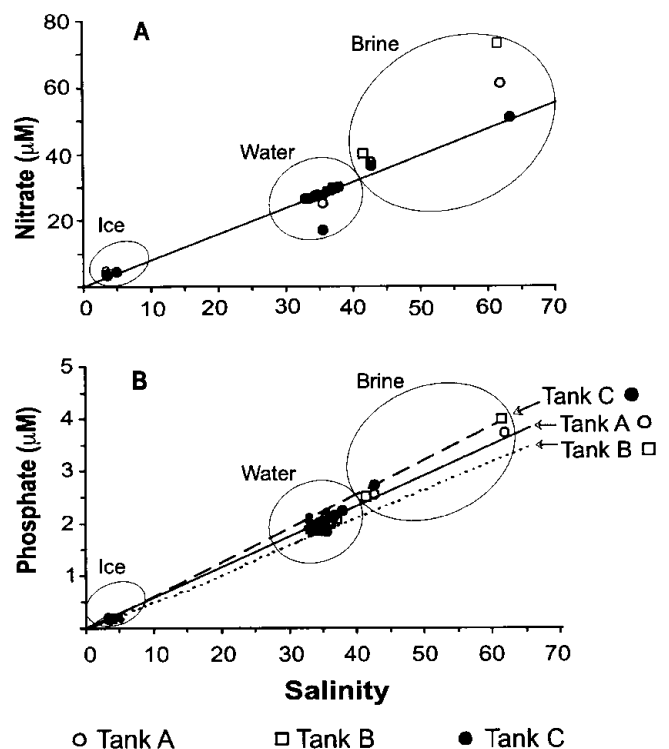 A
Nitrate (µM)
80
60
40
20
0
10
20
30
40
50
60
70
Ice
Water
Brine
B
Phosphate (µM)
5
4
3
2
1
0
10
20
30
40
50
60
70
Ice
Water
Brine
Tank C
Tank A
Tank B
Salinity
Tank A
Tank B
Tank C